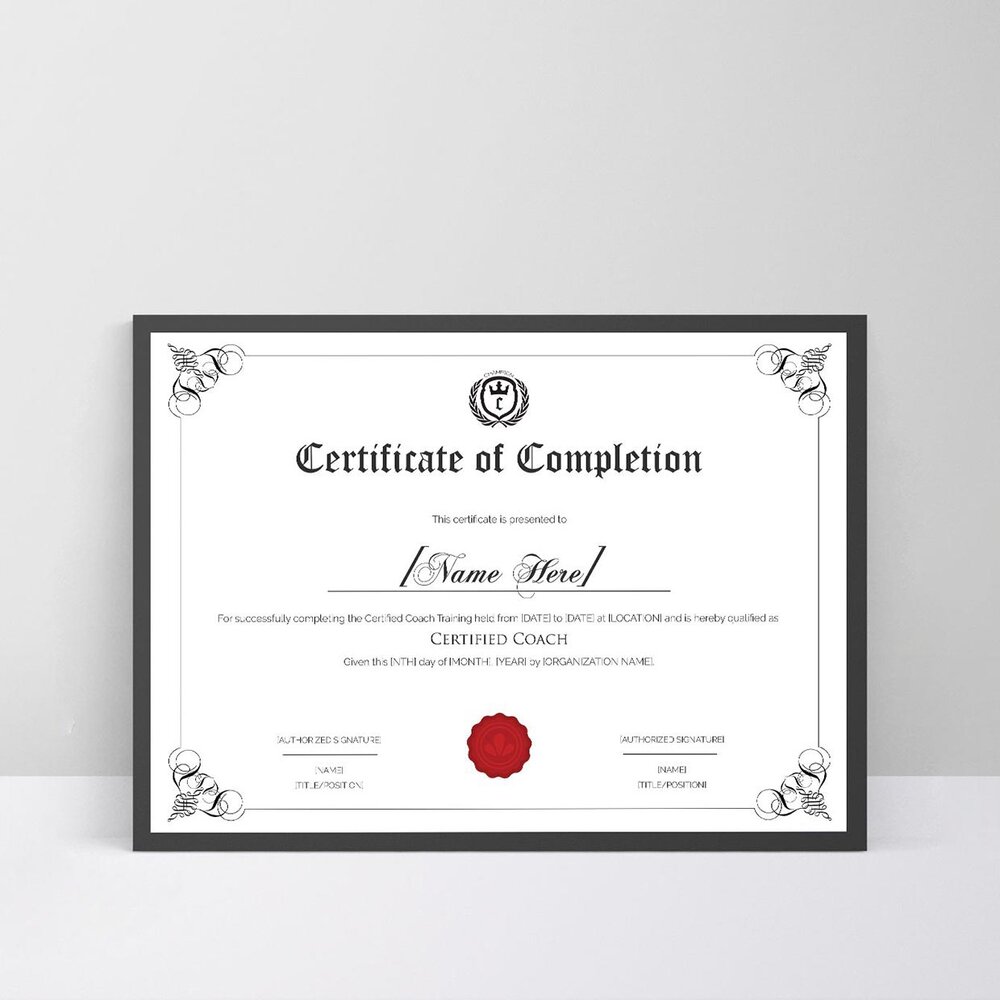 CHAMPION
C
Certificate of Completion
This certificate is presented to
[Name Here]
For successfully completing the Certified Coach Training held from [DATE] to [DATE] at [LOCATION] and is hereby qualified as
CERTIFIED COACH
Given this [NTH] day of [MONTH], [YEAR] by [ORGANIZATION NAME].
[AUTHORIZED SIGNATURE] [AUTHORIZED SIGNATURE]
[NAME] [NAME]
[TITLE/POSITION] [TITLE/POSITION]